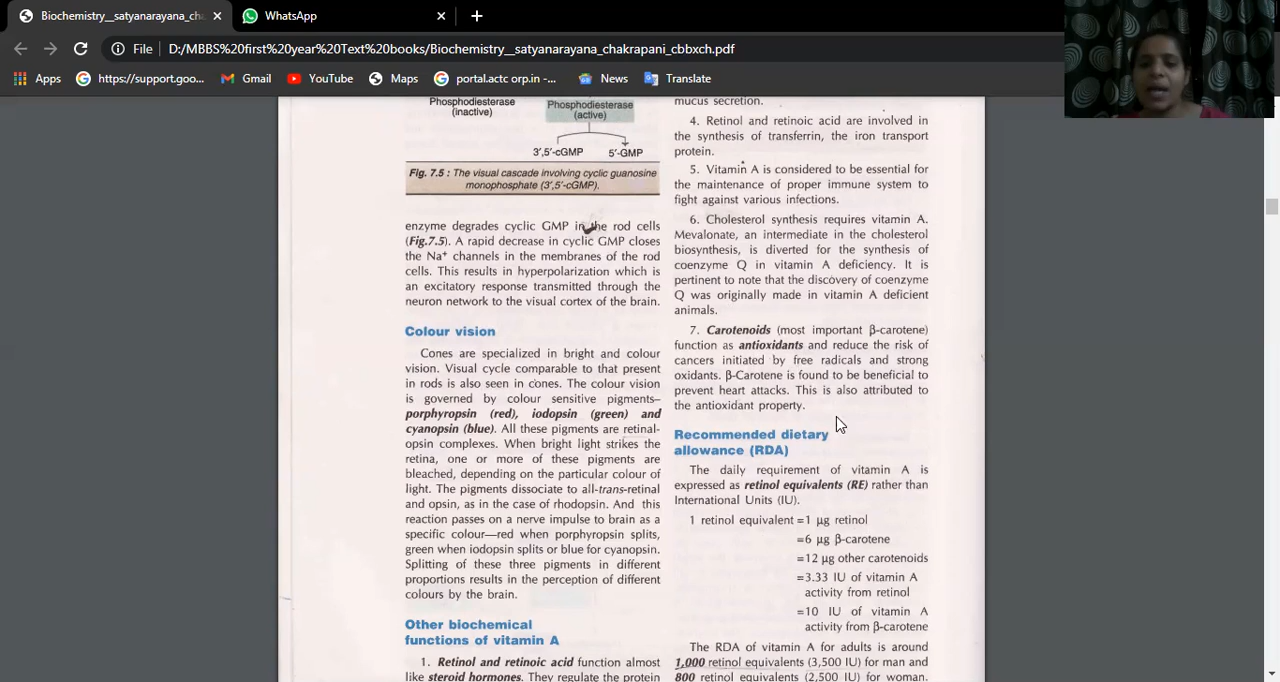 Biochemistry__satyanarayana_ch
WhatsApp
File
D:/MBBS%20first%20year%20Text%20books/Biochemistry__satyanarayana_chakrapani_cbbxch.pdf
Apps
https://support.goo...
Gmail
YouTube
Maps
portal.actc orp.in -...
News
Translate
Phosphodiesterase
(inactive)
Phosphodiesterase
(active)
3′,5′-cGMP
5′-GMP
Fig. 7.5 : The visual cascade involving cyclic guanosine
monophosphate (3′,5′-cGMP).
enzyme degrades cyclic GMP in the rod cells
(Fig.7.5). A rapid decrease in cyclic GMP closes
the Na+ channels in the membranes of the rod
cells. This results in hyperpolarization which is
an excitatory response transmitted through the
neuron network to the visual cortex of the brain.
Colour vision
Cones are specialized in bright and colour
vision. Visual cycle comparable to that present
in rods is also seen in cones. The colour vision
is governed by colour sensitive pigments–
porphyropsin (red), iodopsin (green) and
cyanopsin (blue). All these pigments are retinal-
opsin complexes. When bright light strikes the
retina, one or more of these pigments are
bleached, depending on the particular colour of
light. The pigments dissociate to all-trans-retinal
and opsin, as in the case of rhodopsin. And this
reaction passes on a nerve impulse to brain as a
specific colour—red when porphyropsin splits,
green when iodopsin splits or blue for cyanopsin.
Splitting of these three pigments in different
proportions results in the perception of different
colours by the brain.
Other biochemical
functions of vitamin A
1. Retinol and retinoic acid function almost
like steroid hormones. They regulate the protein
mucus secretion.
4. Retinol and retinoic acid are involved in
the synthesis of transferrin, the iron transport
protein.
5. Vitamin A is considered to be essential for
the maintenance of proper immune system to
fight against various infections.
6. Cholesterol synthesis requires vitamin A.
Mevalonate, an intermediate in the cholesterol
biosynthesis, is diverted for the synthesis of
coenzyme Q in vitamin A deficiency. It is
pertinent to note that the discovery of coenzyme
Q was originally made in vitamin A deficient
animals.
7. Carotenoids (most important β-carotene)
function as antioxidants and reduce the risk of
cancers initiated by free radicals and strong
oxidants. β-Carotene is found to be beneficial to
prevent heart attacks. This is also attributed to
the antioxidant property.
Recommended dietary
allowance (RDA)
The daily requirement of vitamin A is
expressed as retinol equivalents (RE) rather than
International Units (IU).
1 retinol equivalent =1 µg retinol
=6 µg β-carotene
=12 µg other carotenoids
=3.33 IU of vitamin A
activity from retinol
=10 IU of vitamin A
activity from β-carotene
The RDA of vitamin A for adults is around
1,000 retinol equivalents (3,500 IU) for man and
800 retinol equivalents (2,500 IU) for woman.